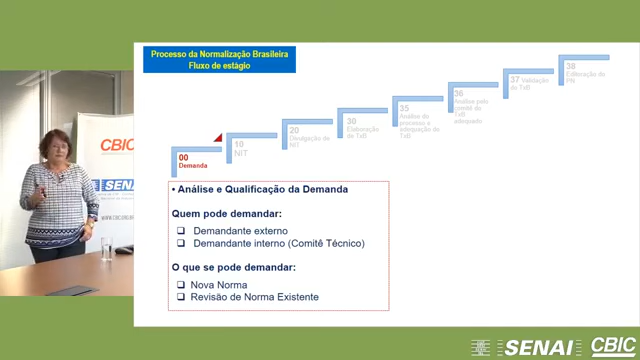 Processo da Normalização Brasileira
Fluxo de estágio
00
Demanda
10
NIT
20
Divulgação de NIT
30
Elaboração de TxB
35
Análise do processo e adequação do TxB
36
Análise pelo comitê do TxB adequado
37 Validação do TxB
38
Editoração do PN
• Análise e Qualificação da Demanda
Quem pode demandar:
Demandante externo
Demandante interno (Comitê Técnico)
O que se pode demandar:
Nova Norma
Revisão de Norma Existente
CBIC
SENAI
SENAI
CBIC